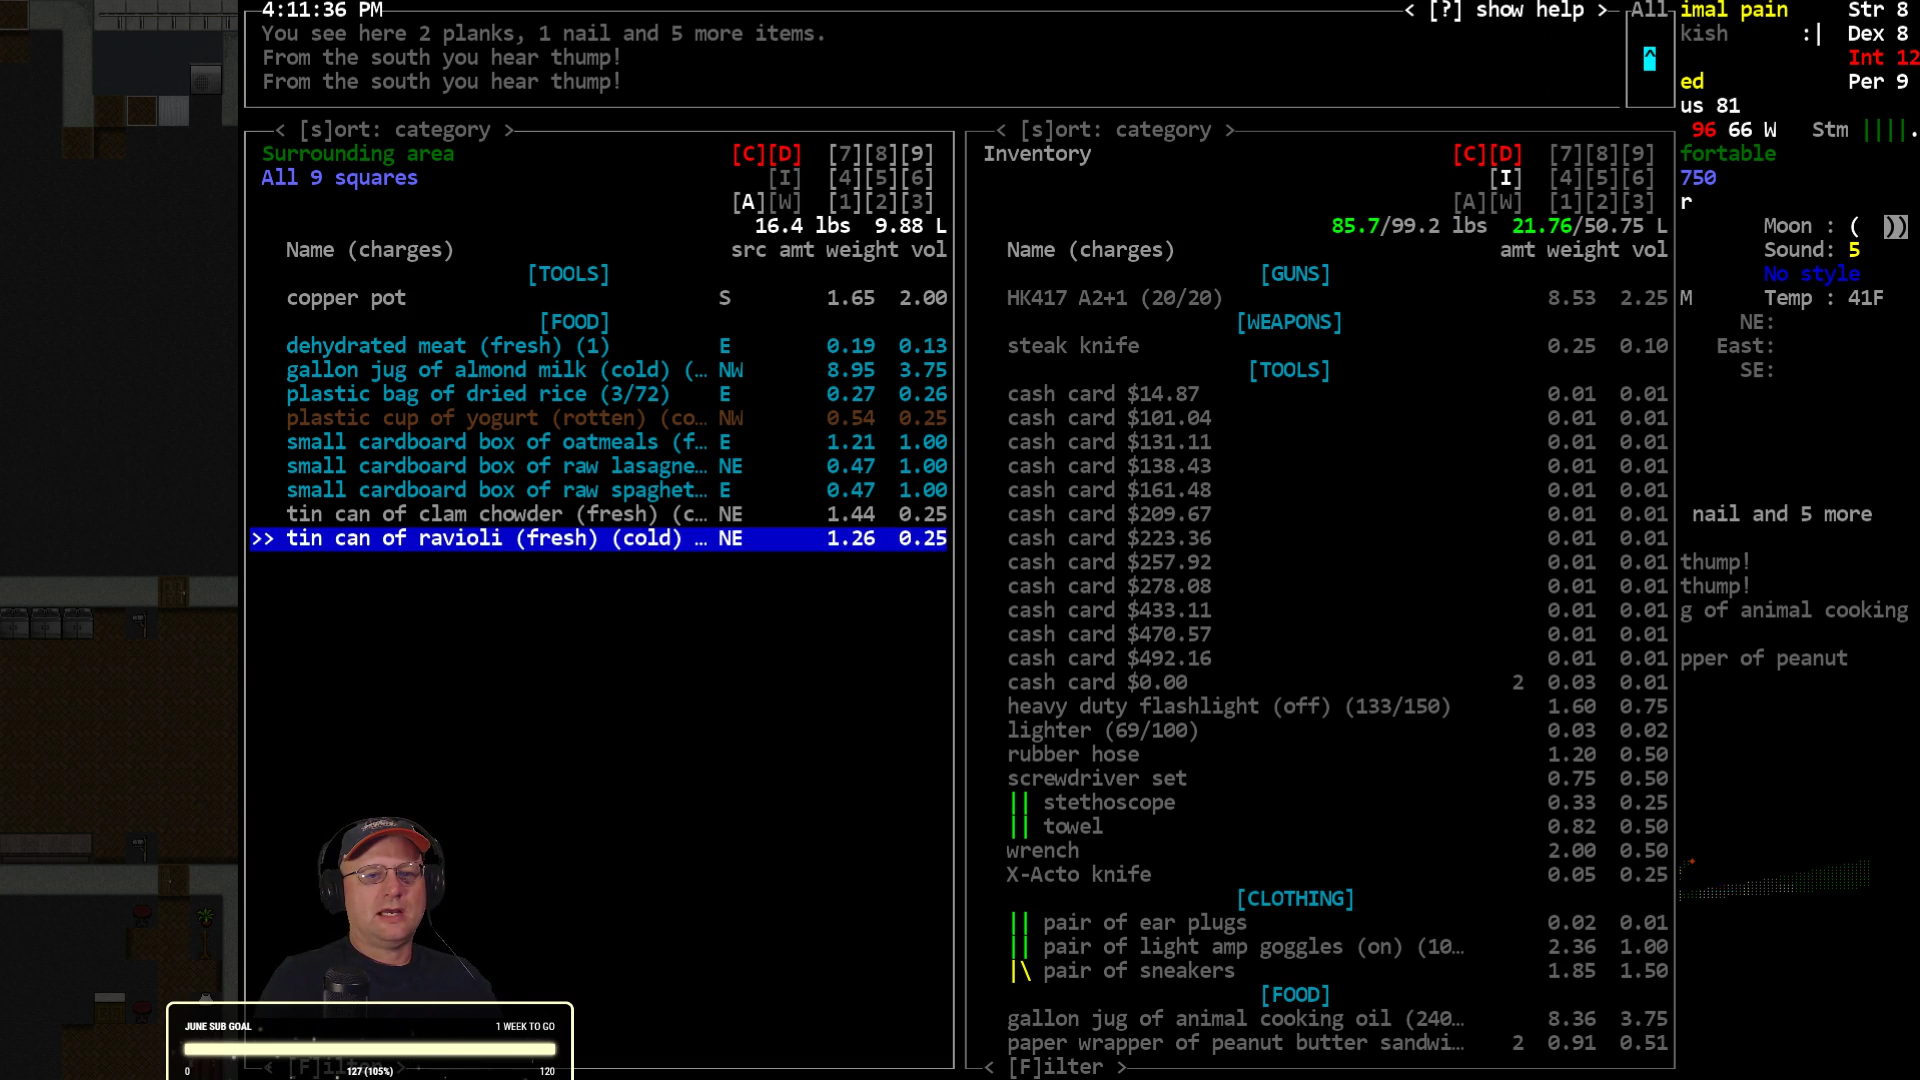 4:11:36 PM
You see here 2 planks, 1 nail and 5 more items.
From the south you hear thump!
From the south you hear thump!
< [?] show help >
All
^
< [s]ort: category >
Surrounding area
All 9 squares
[C][D] [7][8][9]
[I] [4][5][6]
[A][W] [1][2][3]
16.4 lbs 9.88 L
Name (charges) src amt weight vol
[TOOLS]
copper pot S 1.65 2.00
[FOOD]
dehydrated meat (fresh) (1) E 0.19 0.13
gallon jug of almond milk (cold) (… NW 8.95 3.75
plastic bag of dried rice (3/72) E 0.27 0.26
plastic cup of yogurt (rotten) (co… NW 0.54 0.25
small cardboard box of oatmeals (f… E 1.21 1.00
small cardboard box of raw lasagne… NE 0.47 1.00
small cardboard box of raw spaghet… E 0.47 1.00
tin can of clam chowder (fresh) (c… NE 1.44 0.25
>> tin can of ravioli (fresh) (cold) … NE 1.26 0.25
< [F]ilter >
< [s]ort: category >
Inventory
[C][D] [7][8][9]
[I] [4][5][6]
[A][W] [1][2][3]
85.7/99.2 lbs 21.76/50.75 L
Name (charges) amt weight vol
[GUNS]
HK417 A2+1 (20/20) 8.53 2.25
[WEAPONS]
steak knife 0.25 0.10
[TOOLS]
cash card $14.87 0.01 0.01
cash card $101.04 0.01 0.01
cash card $131.11 0.01 0.01
cash card $138.43 0.01 0.01
cash card $161.48 0.01 0.01
cash card $209.67 0.01 0.01
cash card $223.36 0.01 0.01
cash card $257.92 0.01 0.01
cash card $278.08 0.01 0.01
cash card $433.11 0.01 0.01
cash card $470.57 0.01 0.01
cash card $492.16 0.01 0.01
cash card $0.00 2 0.03 0.01
heavy duty flashlight (off) (133/150) 1.60 0.75
lighter (69/100) 0.03 0.02
rubber hose 1.20 0.50
screwdriver set 0.75 0.50
|| stethoscope 0.33 0.25
|| towel 0.82 0.50
wrench 2.00 0.50
X-Acto knife 0.05 0.25
[CLOTHING]
|| pair of ear plugs 0.02 0.01
|| pair of light amp goggles (on) (10… 2.36 1.00
|\ pair of sneakers 1.85 1.50
[FOOD]
gallon jug of animal cooking oil (240… 8.36 3.75
paper wrapper of peanut butter sandwi… 2 0.91 0.51
< [F]ilter >
imal pain Str 8
kish :| Dex 8
Int 12
ed Per 9
us 81
96 66 W Stm ||||.
fortable
750
r
Moon : ( ))
Sound: 5
No style
M Temp : 41F
NE:
East:
SE:
nail and 5 more
thump!
thump!
g of animal cooking
pper of peanut
JUNE SUB GOAL 1 WEEK TO GO
0 127 (105%) 120